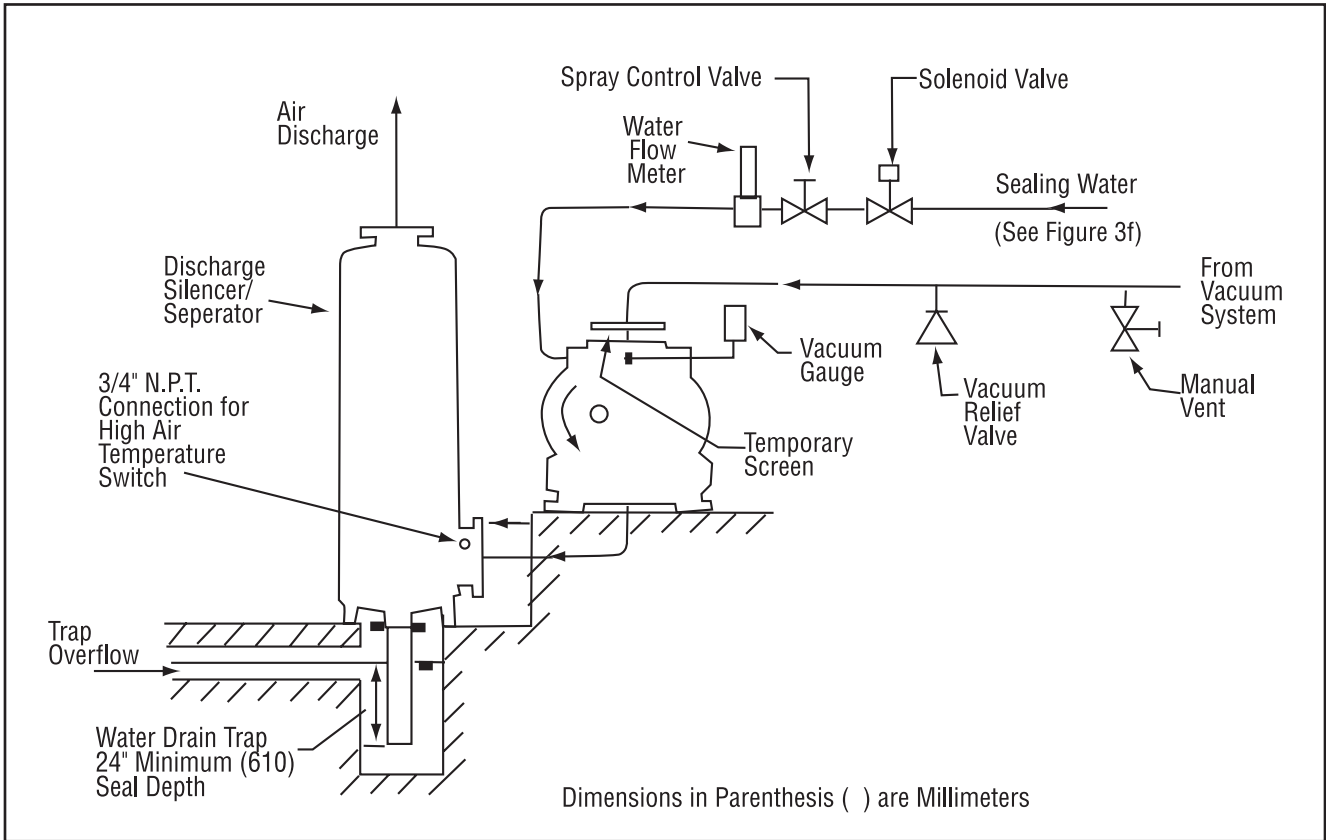 Spray Control Valve
Solenoid Valve
Air
Discharge
Water
Flow
Meter
Sealing Water
(See Figure 3f)
Discharge
Silencer/
Seperator
From
Vacuum
System
Vacuum
Gauge
Vacuum
Relief
Valve
Manual
Vent
3/4" N.P.T.
Connection for
High Air
Temperature
Switch
Temporary
Screen
Trap
Overflow
Water Drain Trap
24" Minimum (610)
Seal Depth
Dimensions in Parenthesis ( ) are Millimeters